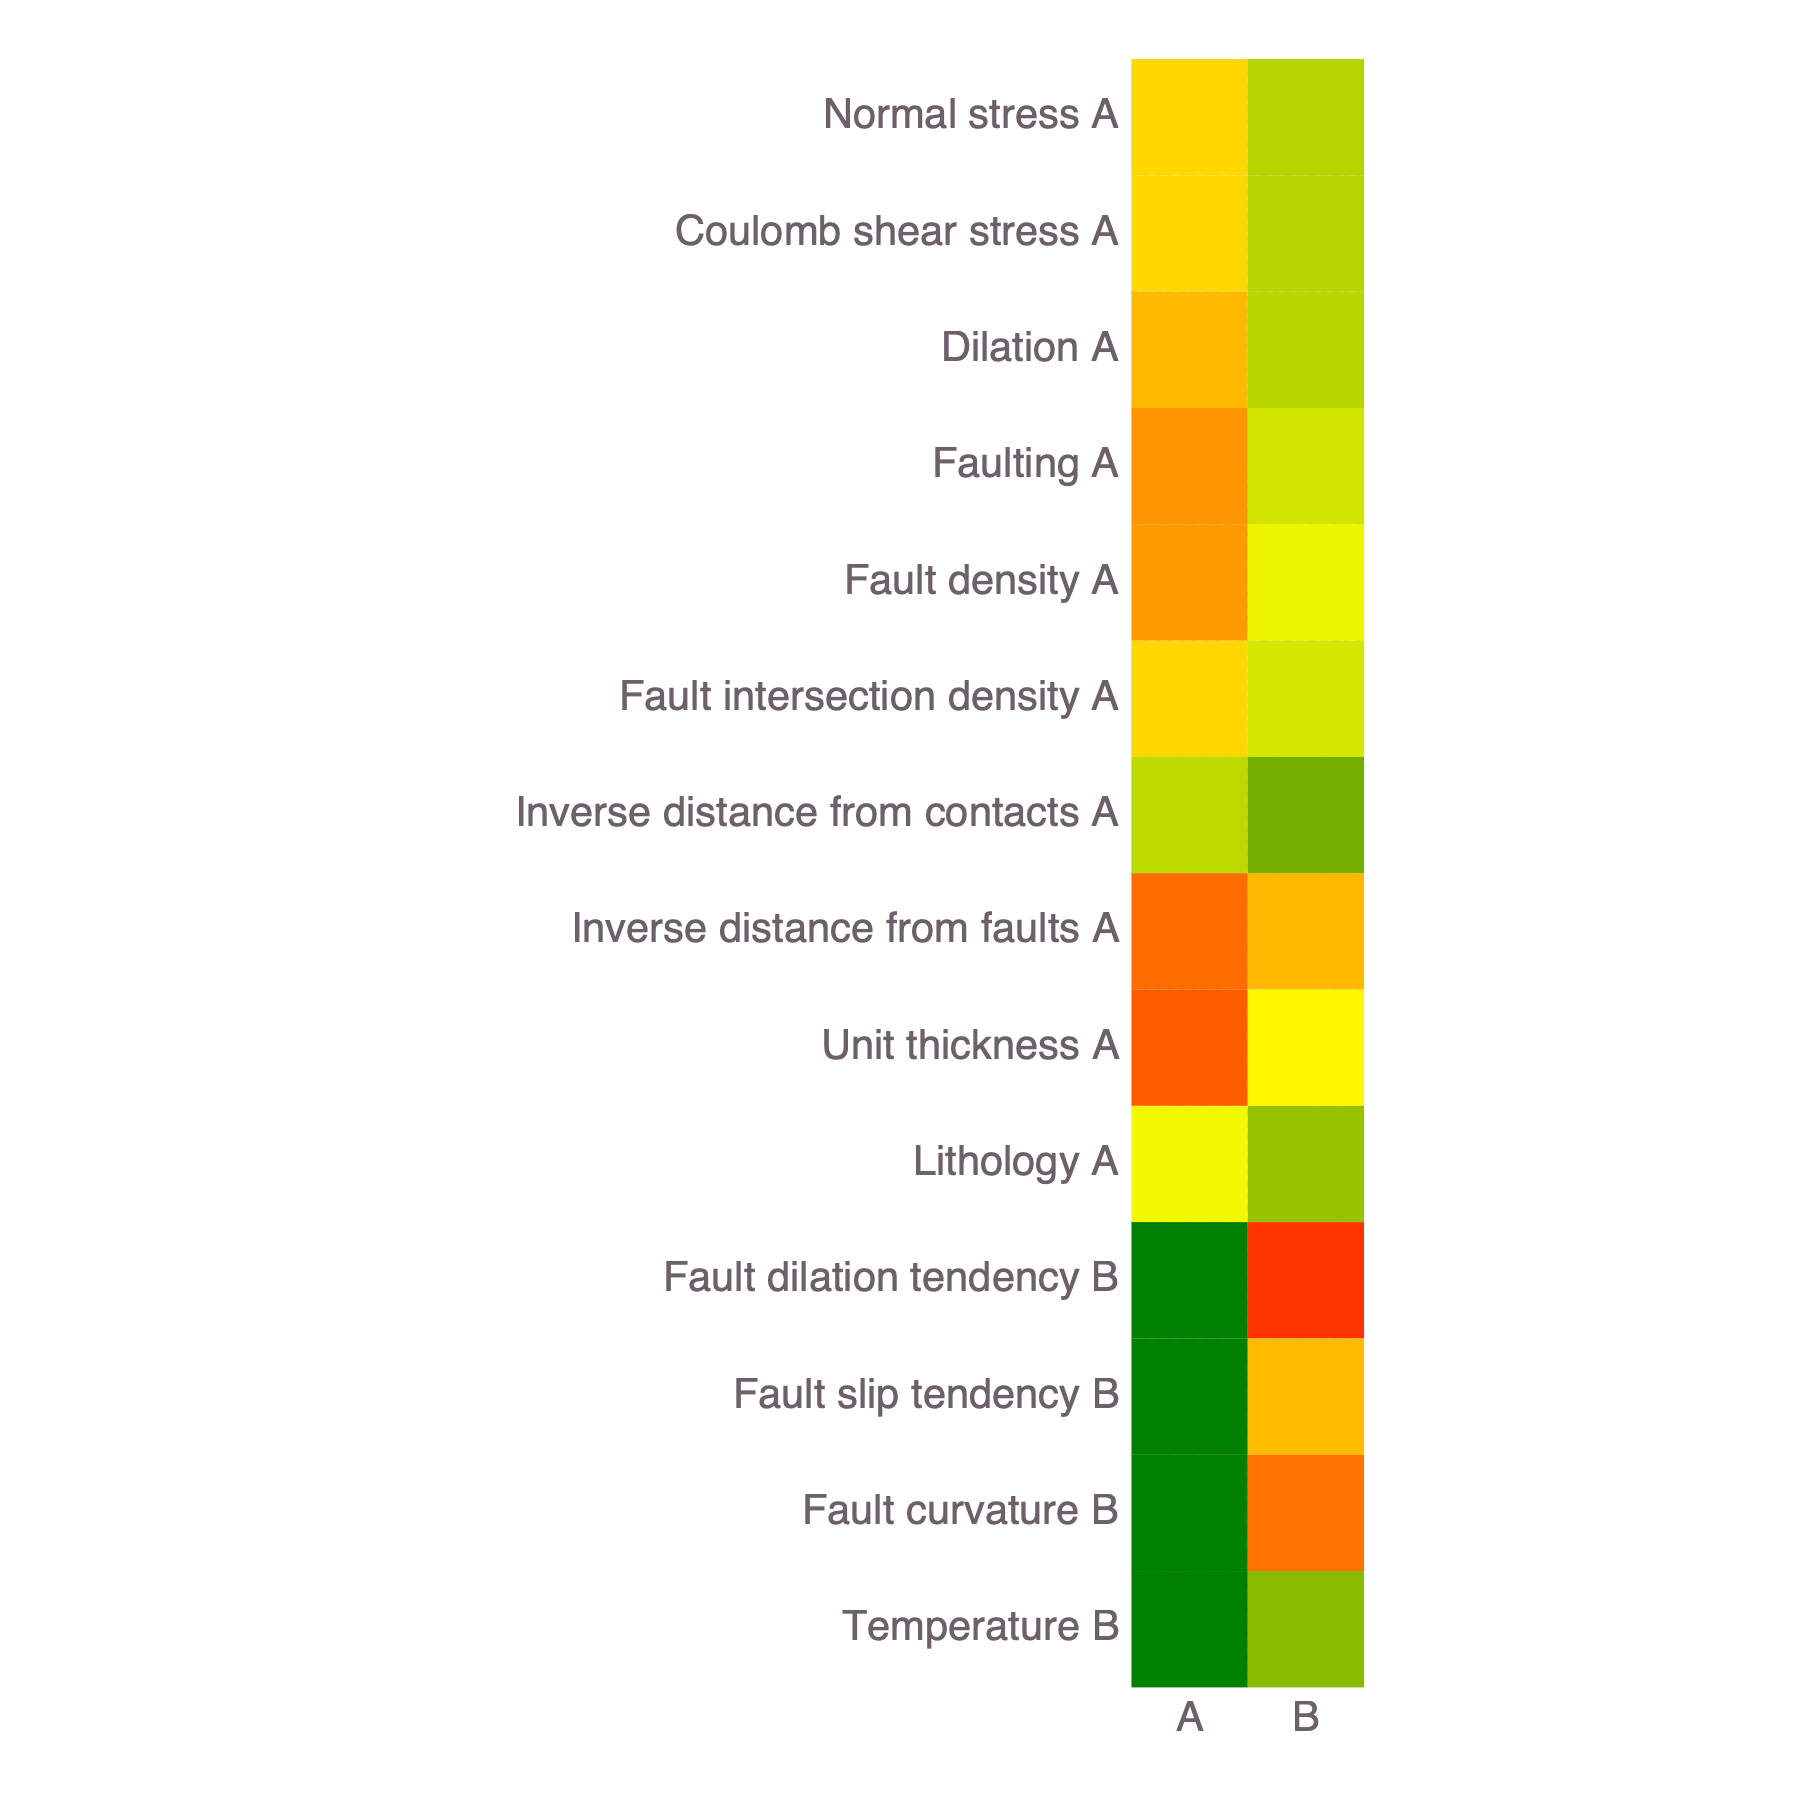 Normal stress A
Coulomb shear stress A
Dilation A
Faulting A
Fault density A
Fault intersection density A
Inverse distance from contacts A
Inverse distance from faults A
Unit thickness A
Lithology A
Fault dilation tendency B
Fault slip tendency B
Fault curvature B
Temperature B
A B